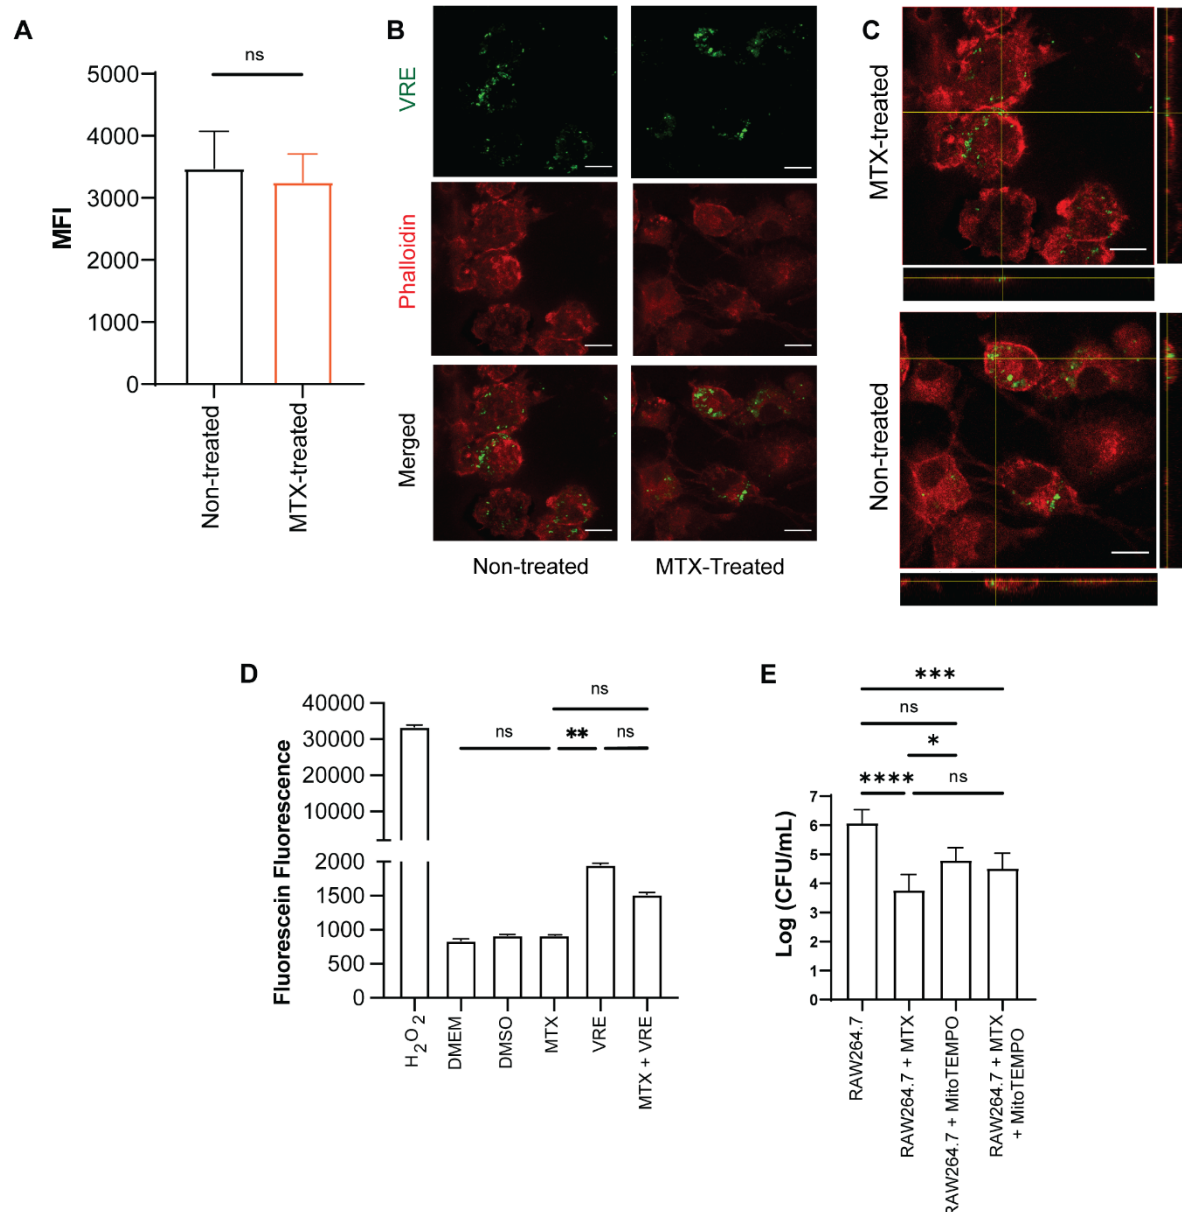 A
ns
5000
4000
3000
2000
1000
0
MFI
Non-treated
MTX-treated
B
VRE
Phalloidin
Merged
Non-treated
MTX-Treated
C
MTX-treated
Non-treated
D
40000
30000
20000
10000
2000
1500
1000
500
0
Fluorescein Fluorescence
ns
ns
**
ns
H2O2
DMEM
DMSO
MTX
VRE
MTX + VRE
E
***
ns
*
****
ns
7
6
5
4
3
2
1
0
Log (CFU/mL)
RAW264.7
RAW264.7 + MTX
RAW264.7 + MitoTEMPO
RAW264.7 + MTX
+ MitoTEMPO